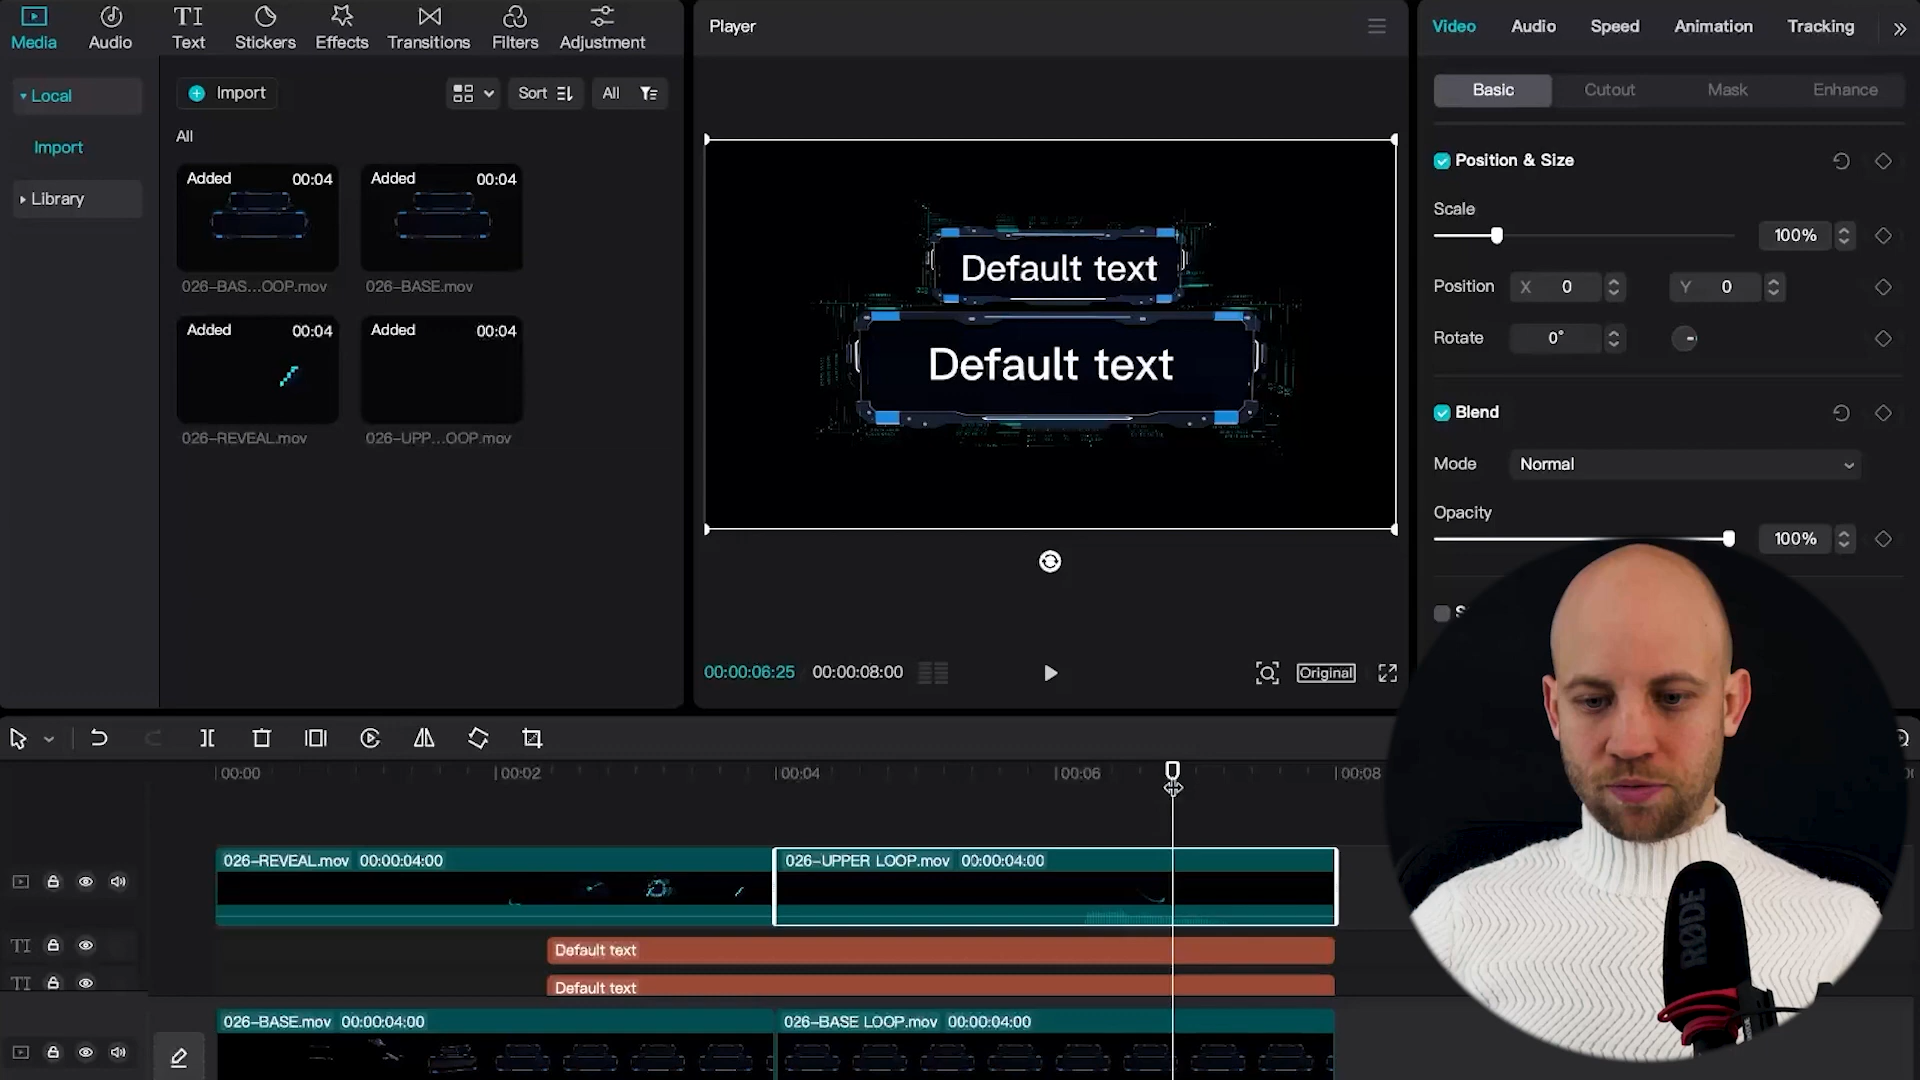 Media
Audio
Text
Stickers
Effects
Transitions
Filters
Adjustment
Local
Import
Library
Import
Sort
All
All
Added 00:04
026-BAS...OOP.mov
Added 00:04
026-BASE.mov
Added 00:04
026-REVEAL.mov
Added 00:04
026-UPP...OOP.mov
Player
Default text
Default text
00:00:06:25
00:00:08:00
Original
Video
Audio
Speed
Animation
Tracking
Basic
Cutout
Mask
Enhance
Position & Size
Scale
100%
Position X 0 Y 0
Rotate 0°
Blend
Mode Normal
Opacity
100%
00:00
00:02
00:04
00:06
00:08
026-REVEAL.mov 00:00:04:00
026-UPPER LOOP.mov 00:00:04:00
TI Default text
TI Default text
026-BASE.mov 00:00:04:00
026-BASE LOOP.mov 00:00:04:00
RØDE